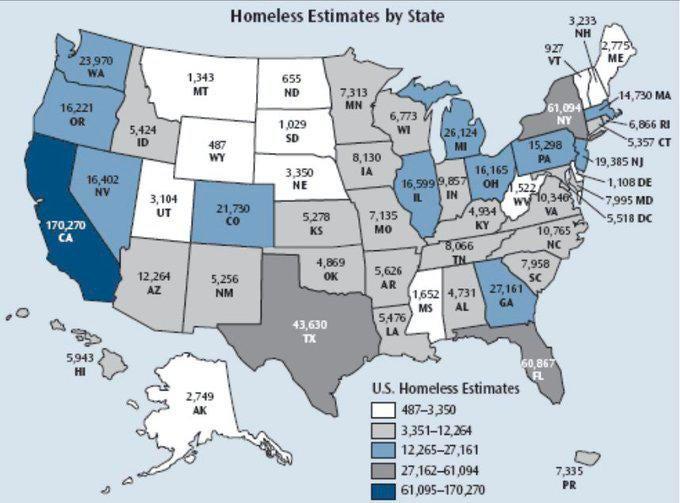 Homeless Estimates by State
3,233
NH
927
VT
2,775
ME
23,970
WA
1,343
MT
655
ND
7,313
MN
14,730 MA
16,221
OR
5,424
ID
1,029
SD
6,773
WI
61,094
NY
6,866 RI
5,357 CT
487
WY
26,124
MI
15,298
PA
19,385 NJ
3,350
NE
8,130
IA
16,402
NV
3,104
UT
21,730
CO
16,599
IL
9,857
IN
16,165
OH
1,522
WV
1,108 DE
7,995 MD
5,518 DC
10,346
VA
170,270
CA
5,278
KS
7,135
MO
4,934
KY
10,765
NC
8,066
TN
12,264
AZ
5,256
NM
4,869
OK
5,626
AR
7,958
SC
1,652
MS
4,731
AL
27,161
GA
43,630
TX
5,476
LA
60,867
FL
5,943
HI
2,749
AK
U.S. Homeless Estimates
487–3,350
3,351–12,264
12,265–27,161
27,162–61,094
61,095–170,270
7,335
PR